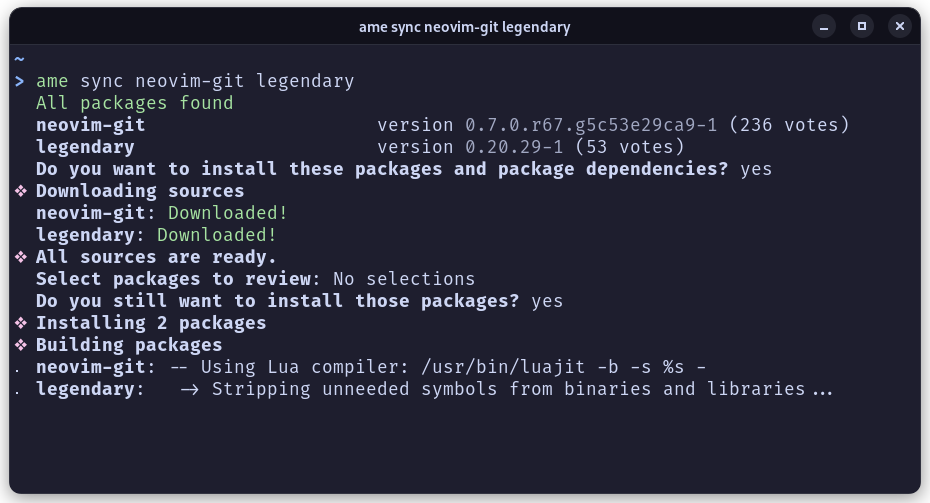 ame sync neovim-git legendary
~
> ame sync neovim-git legendary
All packages found
neovim-git version 0.7.0.r67.g5c53e29ca9-1 (236 votes)
legendary version 0.20.29-1 (53 votes)
Do you want to install these packages and package dependencies? yes
❖ Downloading sources
neovim-git: Downloaded!
legendary: Downloaded!
❖ All sources are ready.
Select packages to review: No selections
Do you still want to install those packages? yes
❖ Installing 2 packages
❖ Building packages
. neovim-git: -- Using Lua compiler: /usr/bin/luajit -b -s %s -
. legendary: -> Stripping unneeded symbols from binaries and libraries...